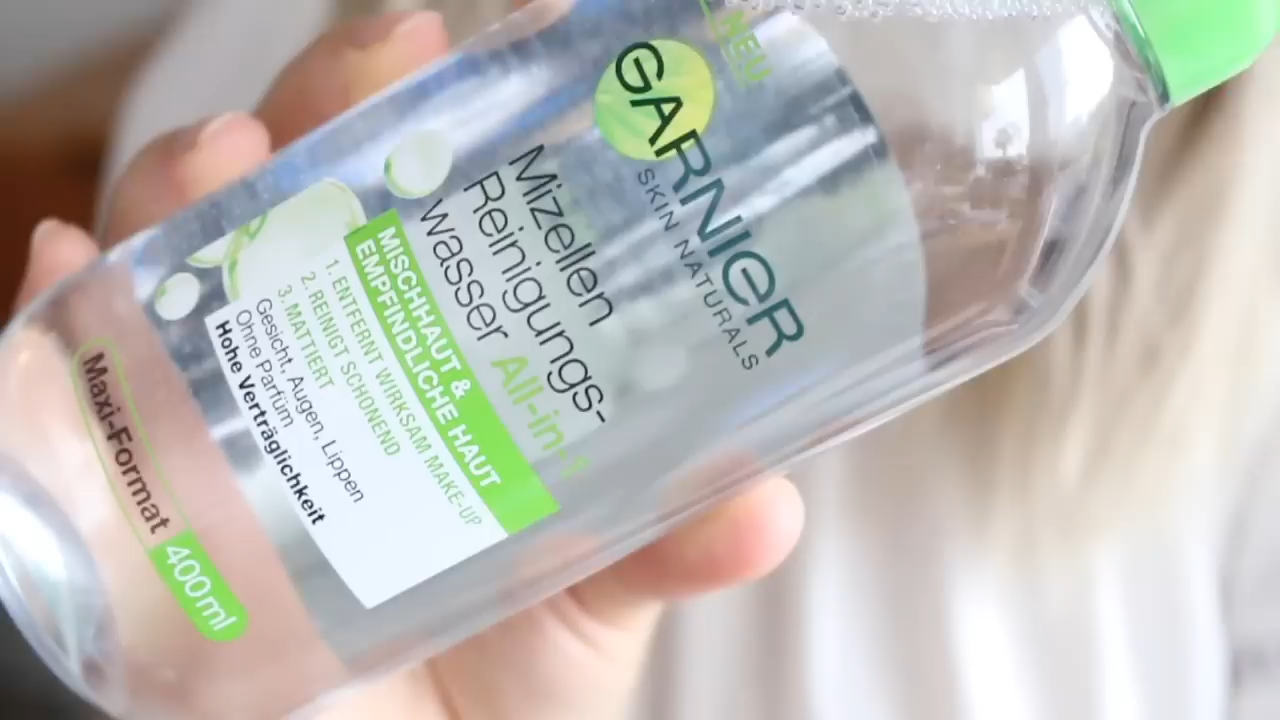 NEU
GARNIER
SKIN NATURALS
Mizellen
Reinigungs-
wasser All-in-1
MISCHHAUT &
EMPFINDLICHE HAUT
1. ENTFERNT WIRKSAM MAKE-UP
2. REINIGT SCHONEND
3. MATTIERT
Gesicht, Augen, Lippen
Ohne Parfüm
Hohe Verträglichkeit
Maxi-Format 400ml